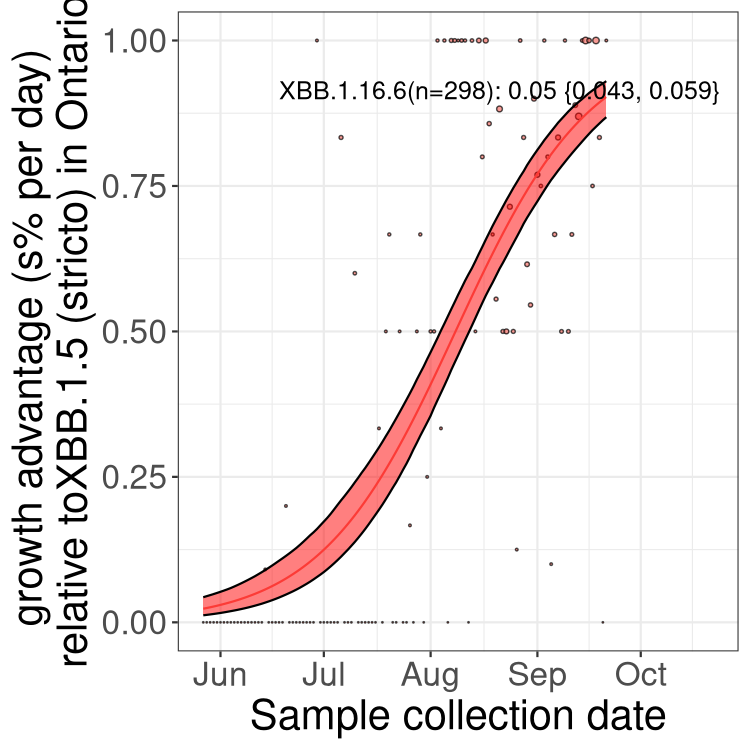 growth advantage (s% per day)
relative toXBB.1.5 (stricto) in Ontario
1.00
0.75
0.50
0.25
0.00
XBB.1.16.6(n=298): 0.05 {0.043, 0.059}
Jun Jul Aug Sep Oct
Sample collection date